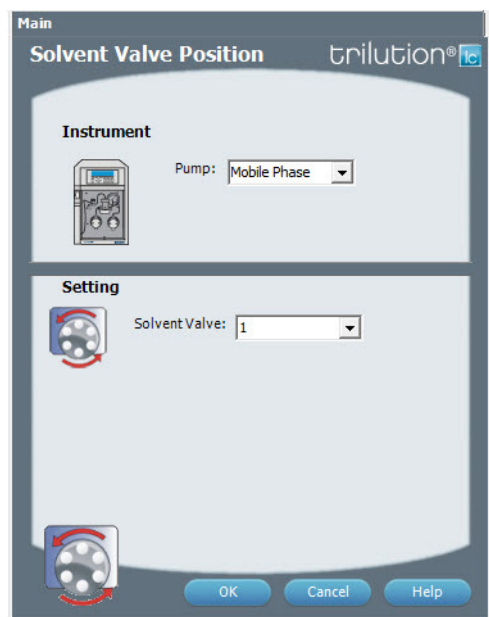 Main
Solvent Valve Position trilution® lc
Instrument
Pump: Mobile Phase
Setting
Solvent Valve: 1
OK Cancel Help